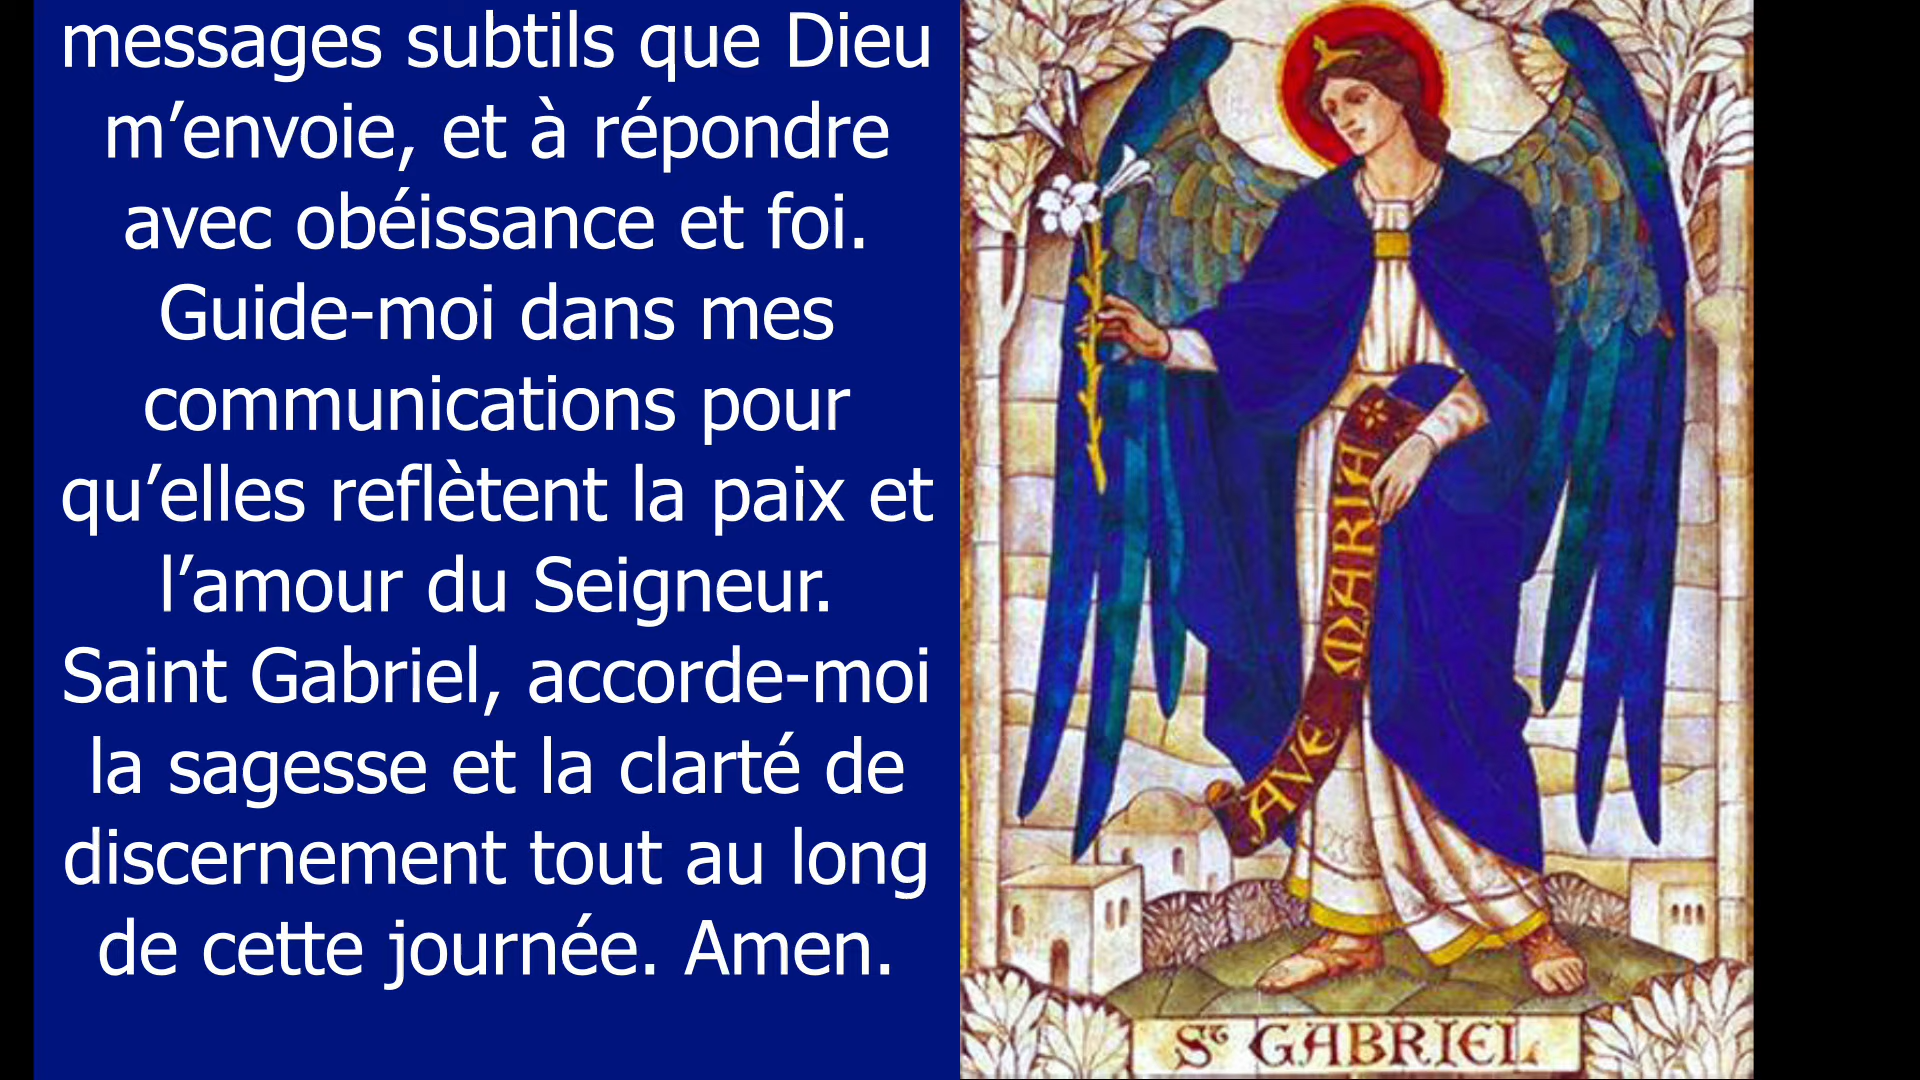 messages subtils que Dieu
m’envoie, et à répondre
avec obéissance et foi.
Guide-moi dans mes
communications pour
qu’elles reflètent la paix et
l’amour du Seigneur.
Saint Gabriel, accorde-moi
la sagesse et la clarté de
discernement tout au long
de cette journée. Amen.
AVE MARIA
St GABRIEL